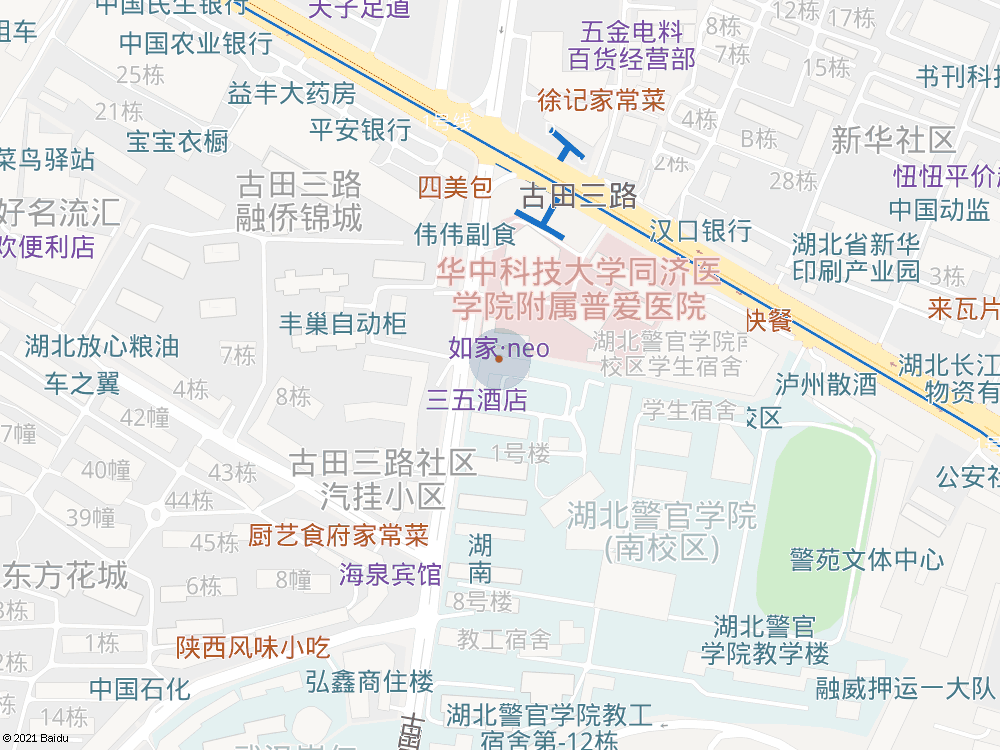 中国民生银行
天子足道
12栋
17栋
8栋
五金电料
百货经营部
7栋
15栋
租车
中国农业银行
25栋
书刊科技
益丰大药房
21栋
徐记家常菜
1号线
平安银行
4栋
B栋
宝宝衣橱
新华社区
菜鸟驿站
2栋
28栋
忸忸平价超
古田三路
融侨锦城
四美包
古田三路
中国动监
好名流汇
欢便利店
伟伟副食
汉口银行
湖北省新华
印刷产业园
3栋
华中科技大学同济医
学院附属普爱医院
来瓦片
丰巢自动柜
快餐
湖北放心粮油
7栋
如家·neo
湖北警官学院南
校区学生宿舍
湖北长江
物资有
车之翼
4栋
8栋
三五酒店
泸州散酒
学生宿舍
校区
42幢
7幢
1号楼
40幢
43栋
古田三路社区
汽挂小区
公安社
44栋
39幢
湖北警官学院
(南校区)
45栋
厨艺食府家常菜
湖
南
警苑文体中心
东方花城
6栋
8幢
海泉宾馆
8号楼
3栋
1栋
陕西风味小吃
教工宿舍
湖北警官
学院教学楼
2栋
中国石化
弘鑫商住楼
融威押运一大队
14栋
古田
湖北警官学院教工
宿舍第-12栋
© 2021 Baidu